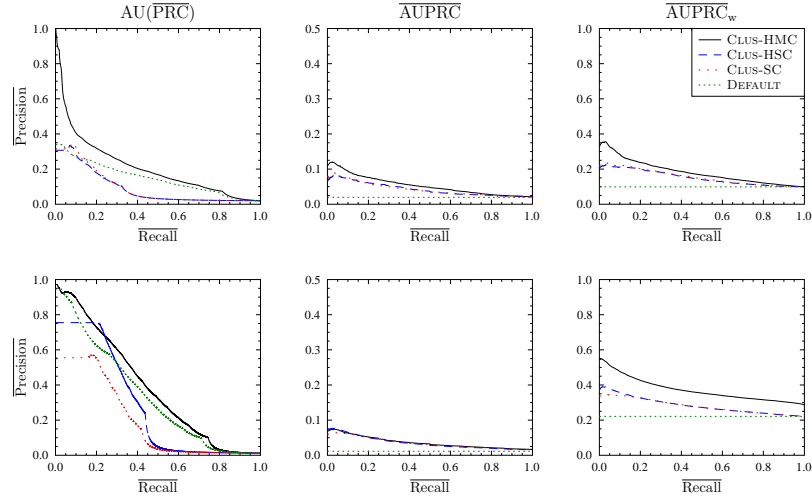 AU(P̅R̅C̅) A̅U̅P̅R̅C̅ A̅U̅P̅R̅C̅w
1.0 0.5 1.0
CLUS-HMC
0.8 0.4 0.8
CLUS-HSC
CLUS-SC
0.6 0.3 0.6
DEFAULT
Precision
0.4 0.2 0.4
0.2 0.1 0.2
0.0 0.0 0.0
0.0 0.2 0.4 0.6 0.8 1.0 0.0 0.2 0.4 0.6 0.8 1.0 0.0 0.2 0.4 0.6 0.8 1.0
Recall Recall Recall
1.0 0.5 1.0
0.8 0.4 0.8
0.6 0.3 0.6
Precision
0.4 0.2 0.4
0.2 0.1 0.2
0.0 0.0 0.0
0.0 0.2 0.4 0.6 0.8 1.0 0.0 0.2 0.4 0.6 0.8 1.0 0.0 0.2 0.4 0.6 0.8 1.0
Recall Recall Recall